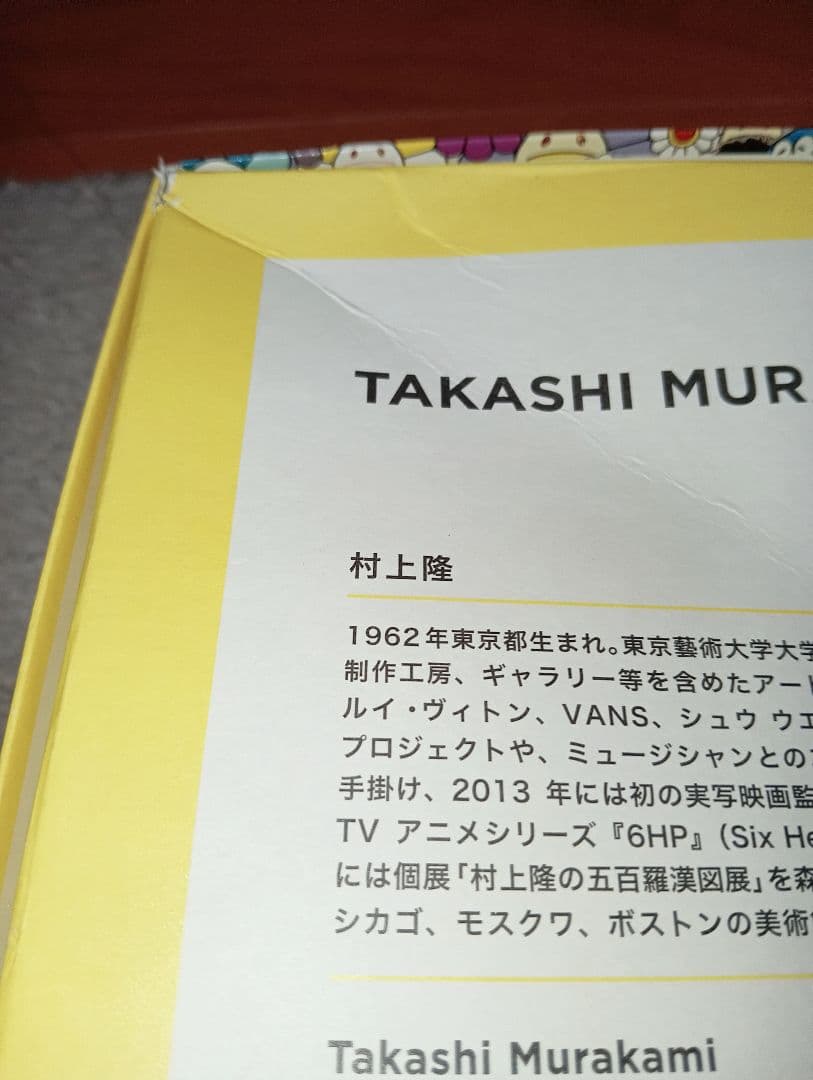 TAKASHI MUR
村上隆
1962年東京都生まれ。東京藝術大学大学
制作工房、ギャラリー等を含めたアート
ルイ・ヴィトン、VANS、シュウ ウエ
プロジェクトや、ミュージシャンとの
手掛け、2013 年には初の実写映画監
TV アニメシリーズ『6HP』（Six He
には個展「村上隆の五百羅漢図展」を森
シカゴ、モスクワ、ボストンの美術
Takashi Murakami